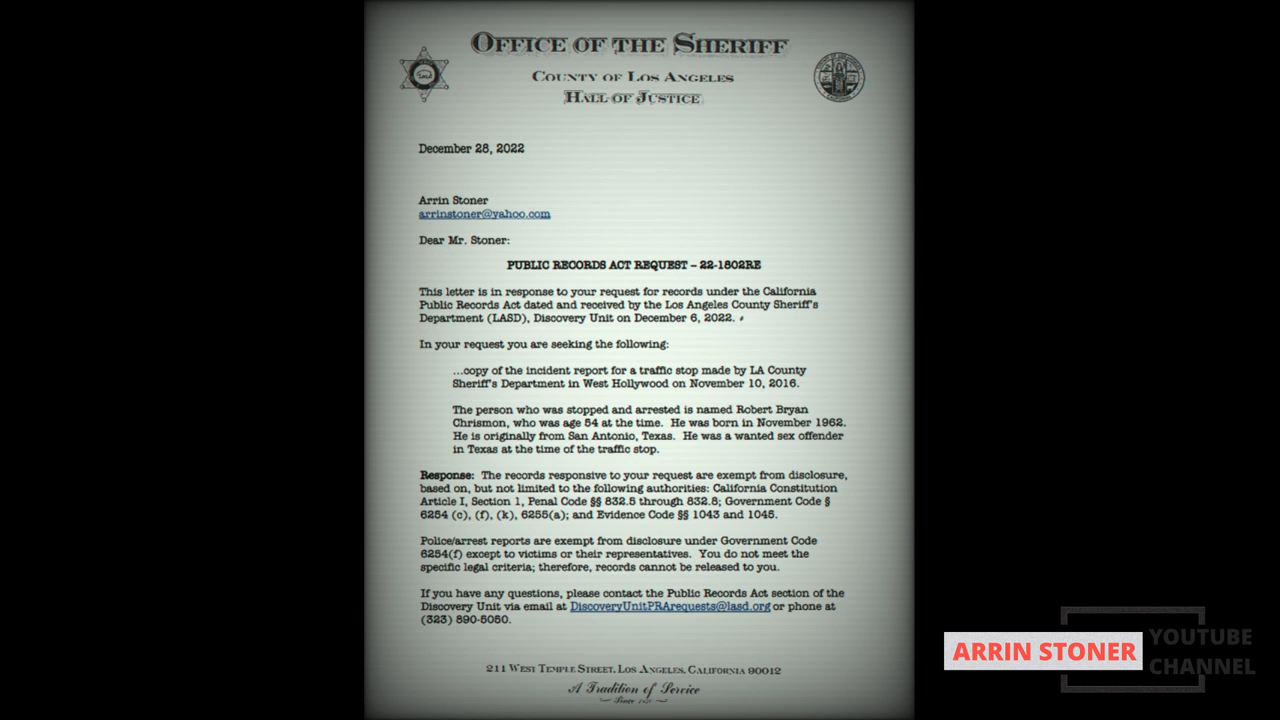 OFFICE OF THE SHERIFF
COUNTY OF LOS ANGELES
HALL OF JUSTICE
December 28, 2022
Arrin Stoner
arrinstoner@yahoo.com
Dear Mr. Stoner:
PUBLIC RECORDS ACT REQUEST – 22-1802RE
This letter is in response to your request for records under the California
Public Records Act dated and received by the Los Angeles County Sheriff's
Department (LASD), Discovery Unit on December 6, 2022.
In your request you are seeking the following:
...copy of the incident report for a traffic stop made by LA County
Sheriff's Department in West Hollywood on November 10, 2016.
The person who was stopped and arrested is named Robert Bryan
Chrismon, who was age 54 at the time. He was born in November 1962.
He is originally from San Antonio, Texas. He was a wanted sex offender
in Texas at the time of the traffic stop.
Response: The records responsive to your request are exempt from disclosure,
based on, but not limited to the following authorities: California Constitution
Article I, Section 1, Penal Code §§ 832.5 through 832.8; Government Code §
6254 (c), (f), (k), 6255(a); and Evidence Code §§ 1043 and 1045.
Police/arrest reports are exempt from disclosure under Government Code
6254(f) except to victims or their representatives. You do not meet the
specific legal criteria; therefore, records cannot be released to you.
If you have any questions, please contact the Public Records Act section of the
Discovery Unit via email at DiscoveryUnitPRArequests@lasd.org or phone at
(323) 890-5050.
211 WEST TEMPLE STREET, LOS ANGELES, CALIFORNIA 90012
A Tradition of Service
ARRIN STONER
YOUTUBE
CHANNEL